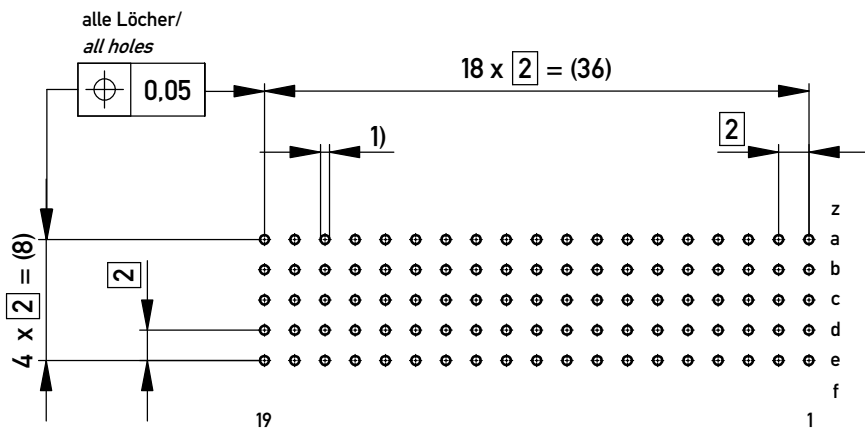 alle Löcher/
all holes
0,05
18 x 2 = (36)
1)
2
z
a
b
c
d
e
f
4 x 2 = (8)
2
19
1